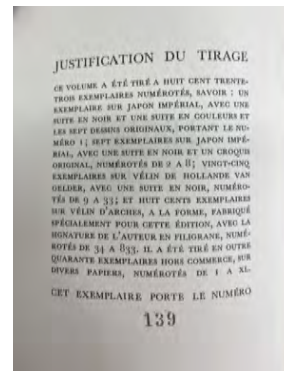 JUSTIFICATION DU TIRAGE
CE VOLUME A ÉTÉ TIRÉ A HUIT CENT TRENTE-
TROIS EXEMPLAIRES NUMÉROTÉS, SAVOIR : UN
EXEMPLAIRE SUR JAPON IMPÉRIAL, AVEC UNE
SUITE EN NOIR ET UNE SUITE EN COULEURS ET
LES SEPT DESSINS ORIGINAUX, PORTANT LE NU-
MÉRO 1; SEPT EXEMPLAIRES SUR JAPON IMPÉ-
RIAL, AVEC UNE SUITE EN NOIR ET UN CROQUIS
ORIGINAL, NUMÉROTÉS DE 2 A 8; VINGT-CINQ
EXEMPLAIRES SUR VÉLIN DE HOLLANDE VAN
GELDER, AVEC UNE SUITE EN NOIR, NUMÉRO-
TÉS DE 9 A 33; ET HUIT CENTS EXEMPLAIRES
SUR VÉLIN D'ARCHES, A LA FORME, FABRIQUÉ
SPÉCIALEMENT POUR CETTE ÉDITION, AVEC LA
SIGNATURE DE L'AUTEUR EN FILIGRANE, NUMÉ-
ROTÉS DE 34 A 833. IL A ÉTÉ TIRÉ EN OUTRE
QUARANTE EXEMPLAIRES HORS COMMERCE, SUR
DIVERS PAPIERS, NUMÉROTÉS DE I A XL.
CET EXEMPLAIRE PORTE LE NUMÉRO
139